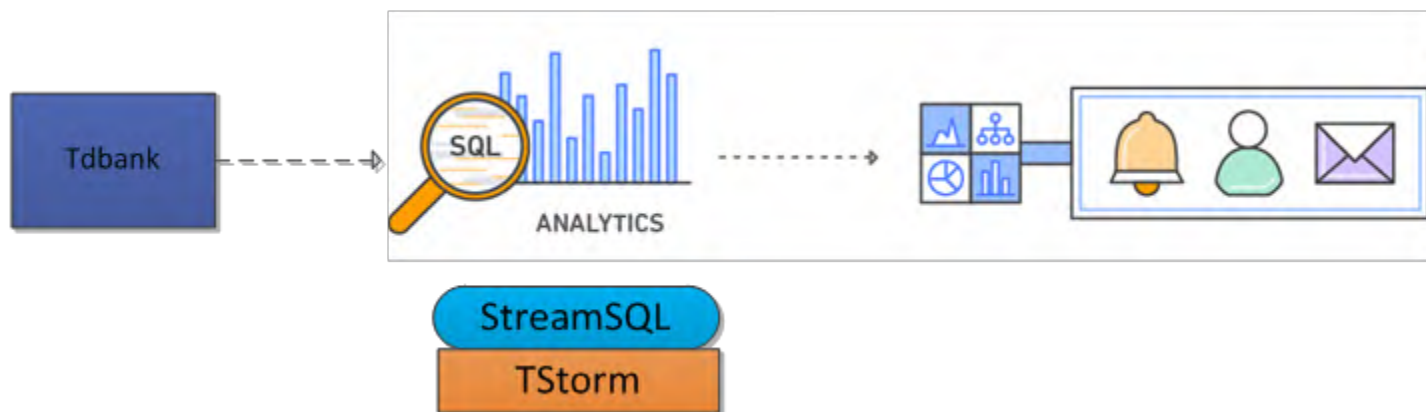 Tdbank
SQL
ANALYTICS
StreamSQL
TStorm